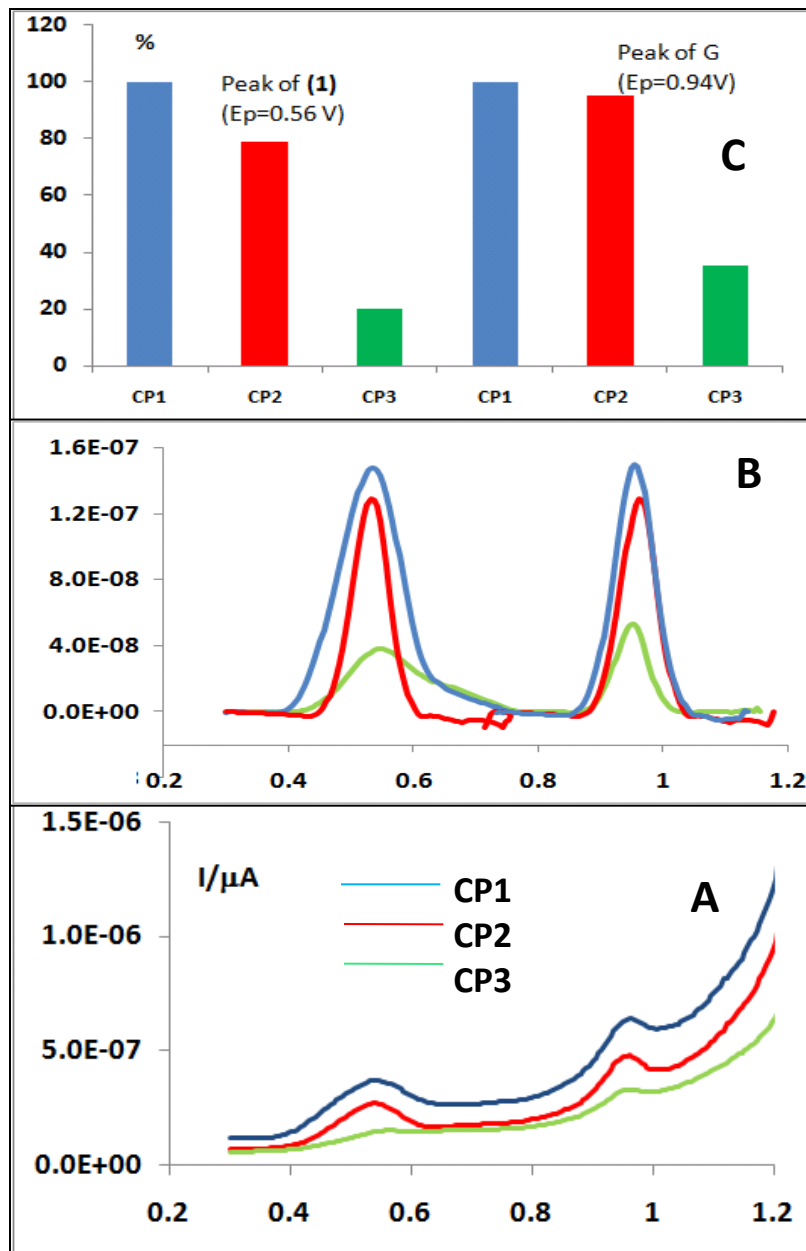 120
%
100
80
60
40
20
0
Peak of (1)
(Ep=0.56 V)
Peak of G
(Ep=0.94V)
C
CP1 CP2 CP3 CP1 CP2 CP3
1.6E-07
1.2E-07
8.0E-08
4.0E-08
0.0E+00
B
0.2 0.4 0.6 0.8 1 1.2
1.5E-06
1.0E-06
5.0E-07
0.0E+00
I/µA
CP1
CP2
CP3
A
0.2 0.4 0.6 0.8 1 1.2